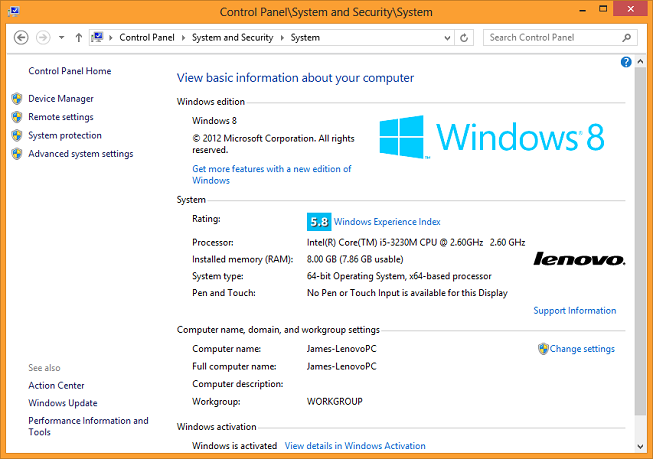 Control Panel\System and Security\System
Control Panel System and Security System
Search Control Panel
Control Panel Home
Device Manager
Remote settings
System protection
Advanced system settings
See also
Action Center
Windows Update
Performance Information and
Tools
View basic information about your computer
Windows edition
Windows 8
© 2012 Microsoft Corporation. All rights
reserved.
Get more features with a new edition of
Windows
Windows 8
System
Rating: 5.8 Windows Experience Index
Processor: Intel(R) Core(TM) i5-3230M CPU @ 2.60GHz 2.60 GHz
Installed memory (RAM): 8.00 GB (7.86 GB usable)
System type: 64-bit Operating System, x64-based processor
Pen and Touch: No Pen or Touch Input is available for this Display
lenovo.
Support Information
Computer name, domain, and workgroup settings
Computer name: James-LenovoPC
Change settings
Full computer name: James-LenovoPC
Computer description:
Workgroup: WORKGROUP
Windows activation
Windows is activated View details in Windows Activation